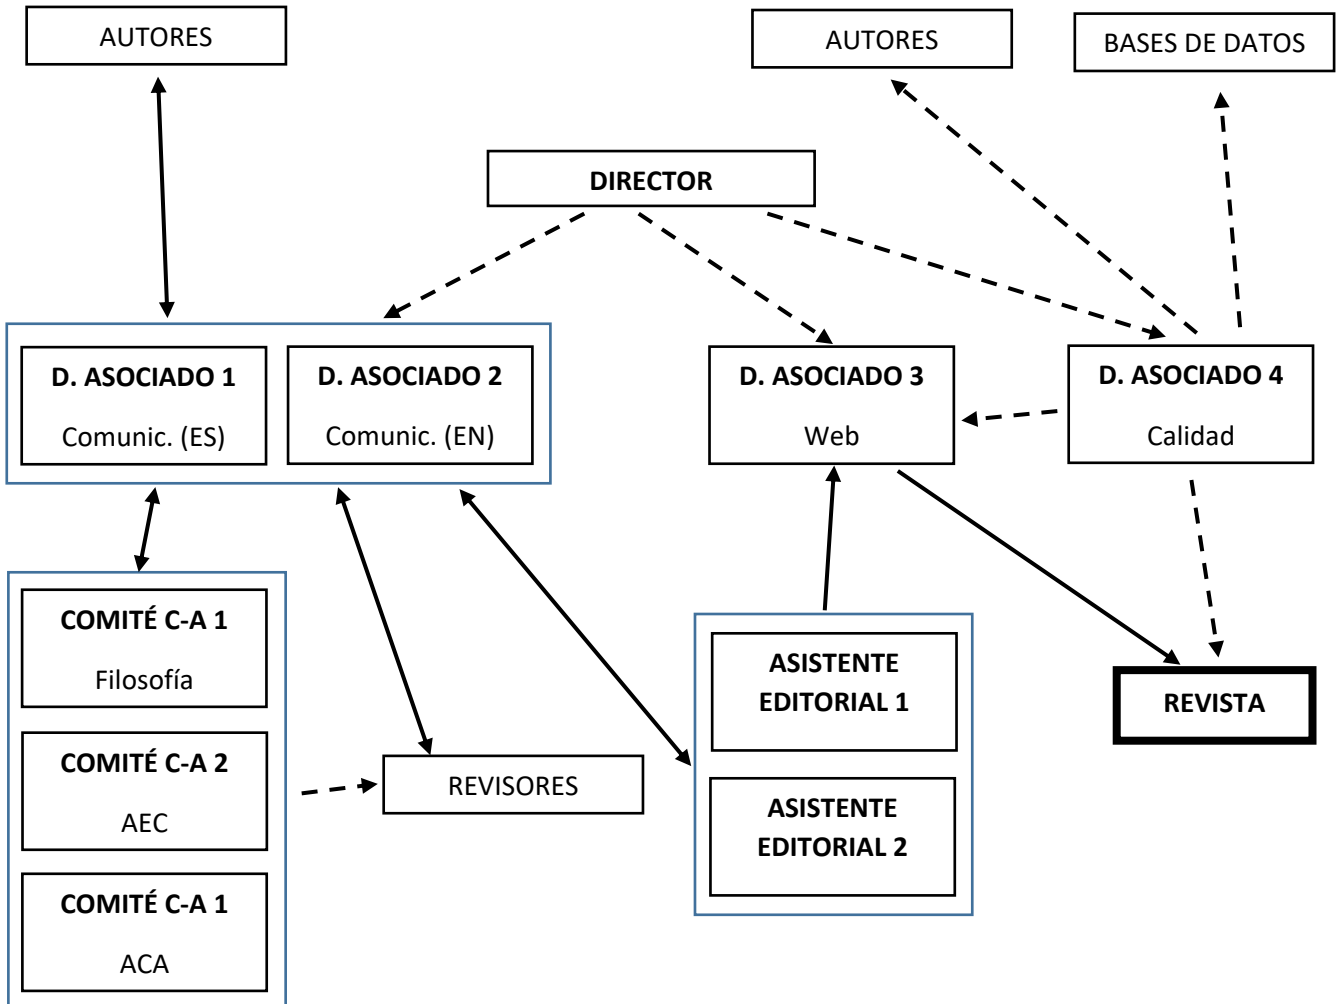 AUTORES
AUTORES
BASES DE DATOS
DIRECTOR
D. ASOCIADO 1
Comunic. (ES)
D. ASOCIADO 2
Comunic. (EN)
D. ASOCIADO 3
Web
D. ASOCIADO 4
Calidad
COMITÉ C-A 1
Filosofía
COMITÉ C-A 2
AEC
COMITÉ C-A 1
ACA
REVISORES
ASISTENTE
EDITORIAL 1
ASISTENTE
EDITORIAL 2
REVISTA